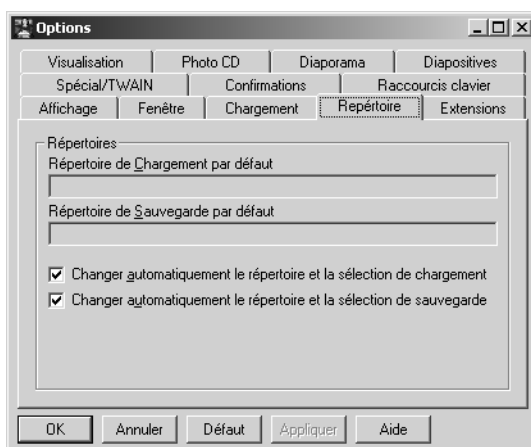 Options
Visualisation Photo CD Diaporama Diapositives
Spécial/TWAIN Confirmations Raccourcis clavier
Affichage Fenêtre Chargement Repértoire Extensions
Répertoires
Répertoire de Chargement par défaut
Répertoire de Sauvegarde par défaut
Changer automatiquement le répertoire et la sélection de chargement
Changer automatiquement le répertoire et la sélection de sauvegarde
OK Annuler Défaut Appliquer Aide